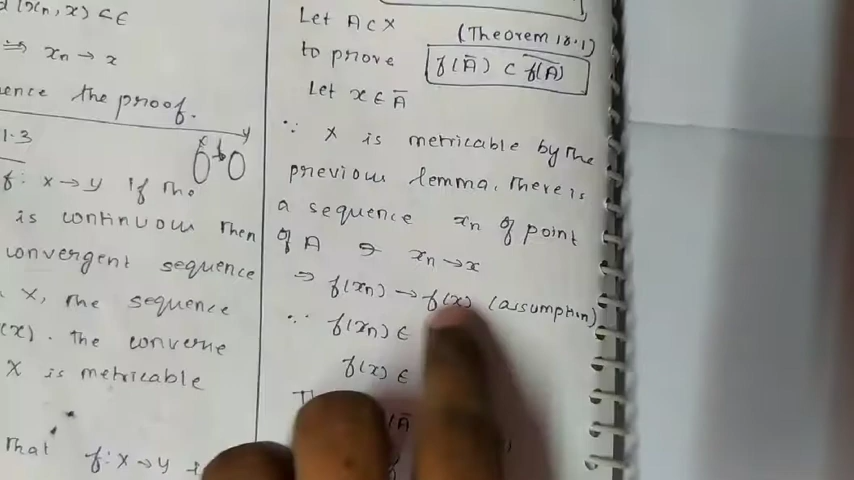 (xn, x) < ε
⇒ xn → x
ence the proof.
1.3
f: X → Y If the
is continuous Then
convergent sequence
X, the sequence
(x). The converse
X is metricable
That f: X → Y
Let A ⊂ X
(Theorem 18.1)
to prove f(Ā) ⊂ \overline{f(A)}
Let x ∈ Ā
∵ X is metricable by the
previous lemma, There is
a sequence xn of point
of A ∋ xn → x
⇒ f(xn) → f(x) (assumption)
∵ f(xn) ∈
f(x) ∈
(Ā